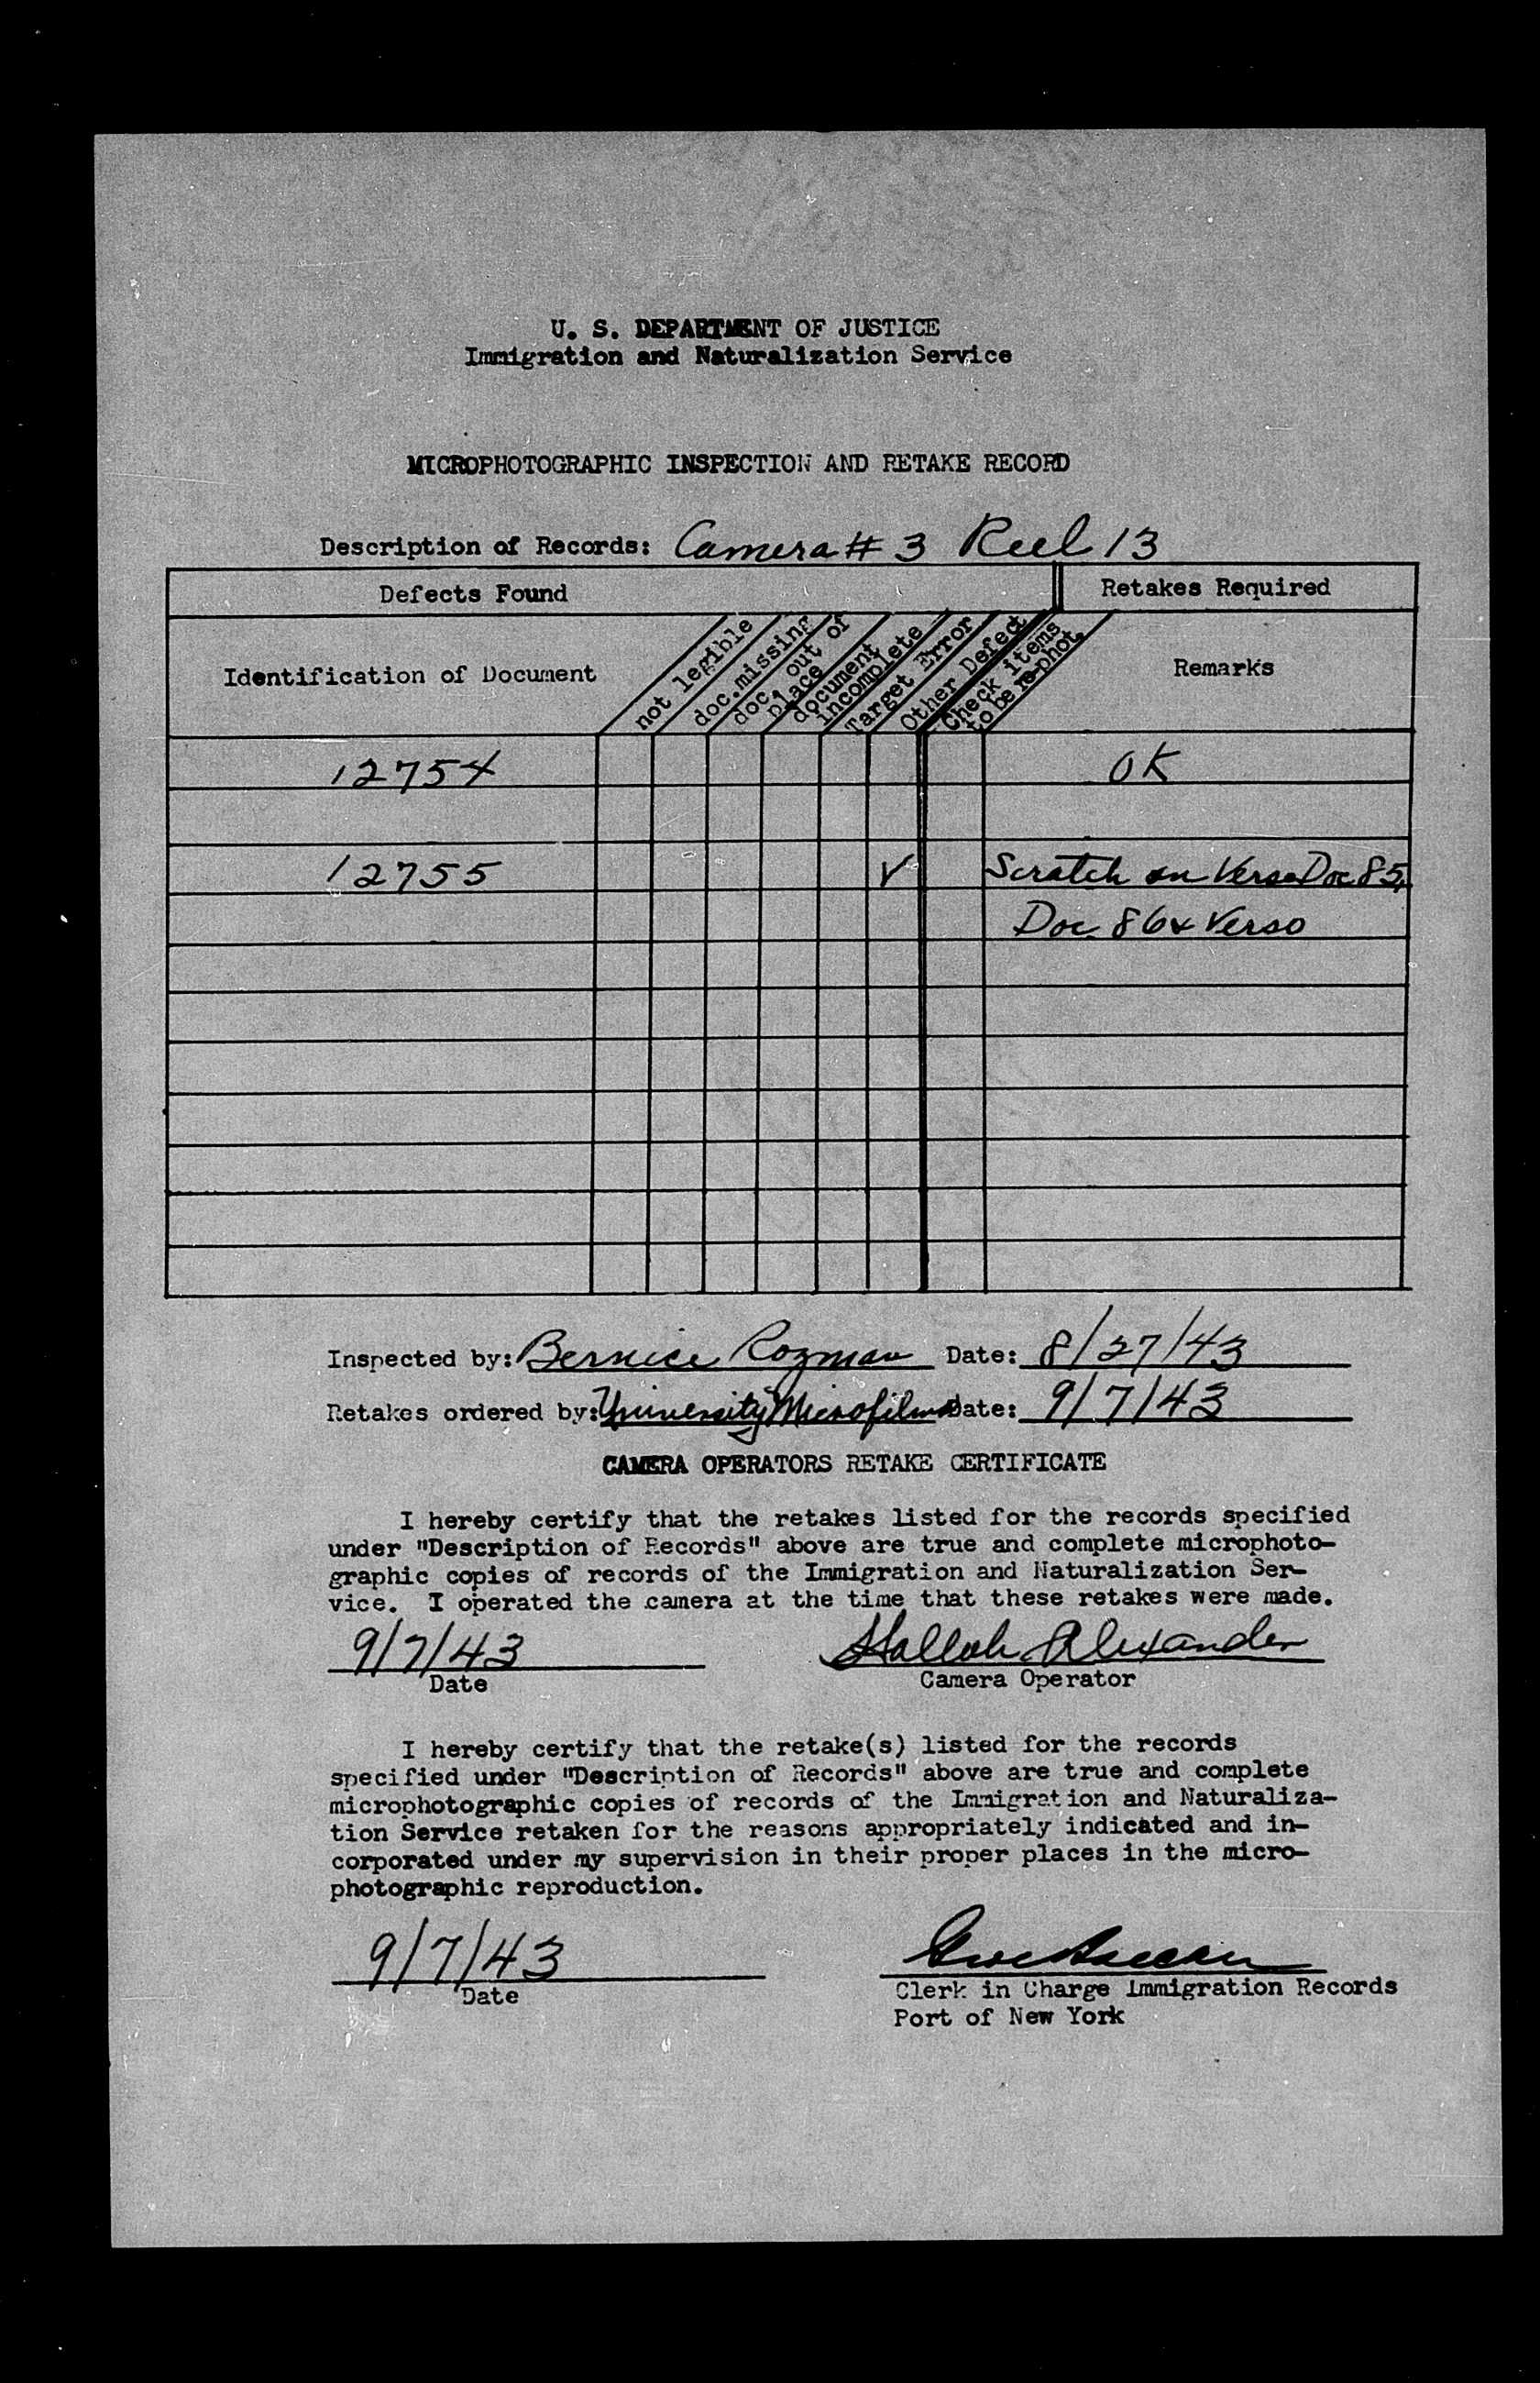 U. S. DEPARTMENT OF JUSTICE
Immigration and Naturalization Service
MICROPHOTOGRAPHIC INSPECTION AND RETAKE RECORD
Description of Records: Camera # 3 Reel 13
Defects Found
Retakes Required
Identification of Document
not legible
doc. missing
doc. out of
place
document
incomplete
Target Error
Other Defect
Check items
to be re-phot.
Remarks
12754 OK
12755 ✓ Scratch on Verso Doc 85,
Doc 86 & Verso
Inspected by: Bernice Rozman Date: 8/27/43
Retakes ordered by: University Microfilms Date: 9/7/43
CAMERA OPERATORS RETAKE CERTIFICATE
I hereby certify that the retakes listed for the records specified
under "Description of Records" above are true and complete microphoto-
graphic copies of records of the Immigration and Naturalization Ser-
vice. I operated the camera at the time that these retakes were made.
9/7/43 Alexander
Date Camera Operator
I hereby certify that the retake(s) listed for the records
specified under "Description of Records" above are true and complete
microphotographic copies of records of the Immigration and Naturaliza-
tion Service retaken for the reasons appropriately indicated and in-
corporated under my supervision in their proper places in the micro-
photographic reproduction.
9/7/43
Date
Clerk in Charge Immigration Records
Port of New York